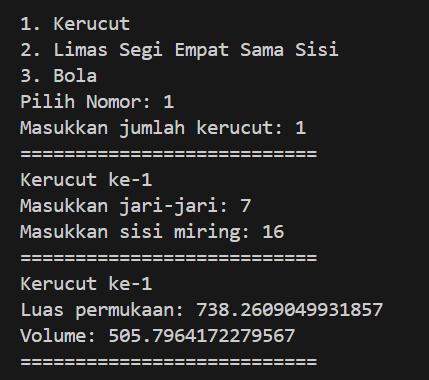 1. Kerucut
2. Limas Segi Empat Sama Sisi
3. Bola
Pilih Nomor: 1
Masukkan jumlah kerucut: 1
===========================
Kerucut ke-1
Masukkan jari-jari: 7
Masukkan sisi miring: 16
===========================
Kerucut ke-1
Luas permukaan: 738.2609049931857
Volume: 505.7964172279567
===========================